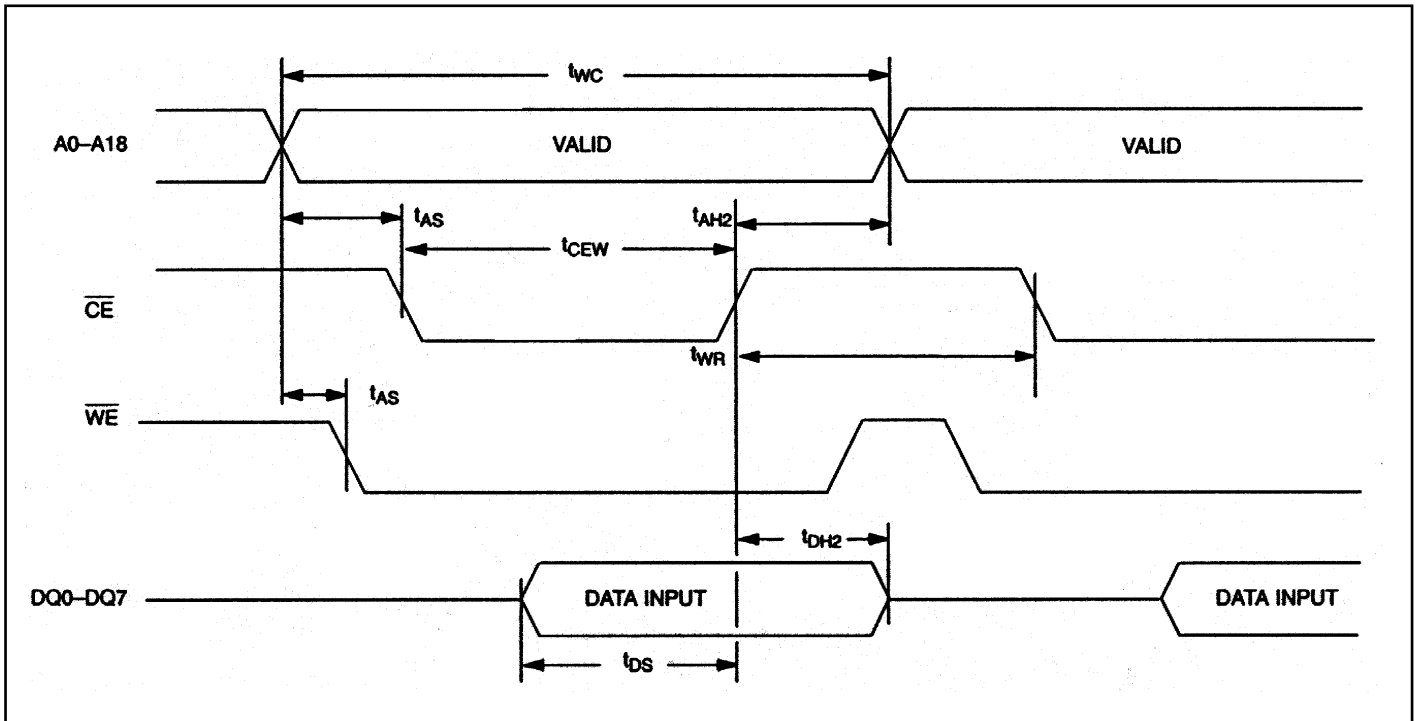 tWC
A0–A18 VALID VALID
tAS tAH2
tCEW
CE
tWR
tAS
WE
tDH2
DQ0–DQ7 DATA INPUT DATA INPUT
tDS